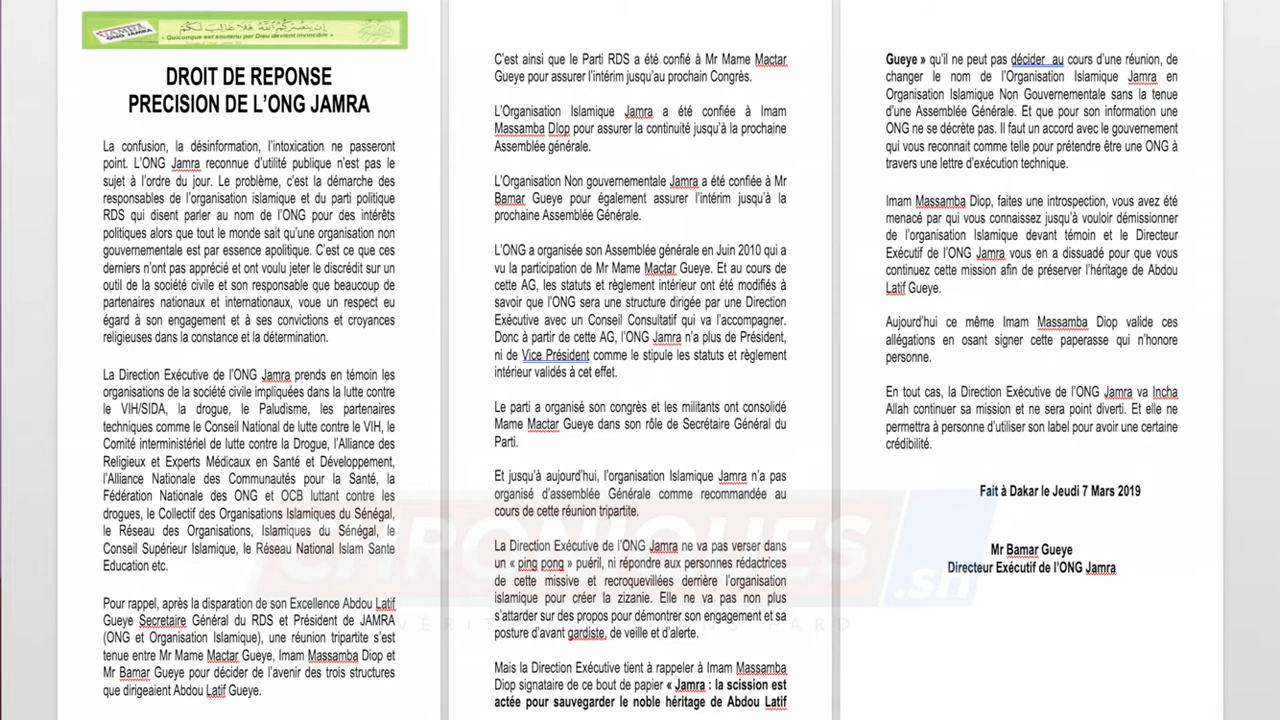 JAMRA
ONG JAMRA
إن ينصركم الله فلا غالب لكم
« Quiconque est soutenu par Dieu devient invincible »
DROIT DE REPONSE
PRECISION DE L’ONG JAMRA
La confusion, la désinformation, l’intoxication ne passeront
point. L’ONG Jamra reconnue d’utilité publique n’est pas le
sujet à l’ordre du jour. Le problème, c’est la démarche des
responsables de l’organisation islamique et du parti politique
RDS qui disent parler au nom de l’ONG pour des intérêts
politiques alors que tout le monde sait qu’une organisation non
gouvernementale est par essence apolitique. C’est ce que ces
derniers n’ont pas apprécié et ont voulu jeter le discrédit sur un
outil de la société civile et son responsable que beaucoup de
partenaires nationaux et internationaux, voue un respect eu
égard à son engagement et à ses convictions et croyances
religieuses dans la constance et la détermination.
La Direction Exécutive de l’ONG Jamra prends en témoin les
organisations de la société civile impliquées dans la lutte contre
le VIH/SIDA, la drogue, le Paludisme, les partenaires
techniques comme le Conseil National de lutte contre le VIH, le
Comité interministériel de lutte contre la Drogue, l’Alliance des
Religieux et Experts Médicaux en Santé et Développement,
l’Alliance Nationale des Communautés pour la Santé, la
Fédération Nationale des ONG et OCB luttant contre les
drogues, le Collectif des Organisations Islamiques du Sénégal,
le Réseau des Organisations, Islamiques du Sénégal, le
Conseil Supérieur Islamique, le Réseau National Islam Sante
Education etc.
Pour rappel, après la disparation de son Excellence Abdou Latif
Gueye Secretaire Général du RDS et Président de JAMRA
(ONG et Organisation Islamique), une réunion tripartite s’est
tenue entre Mr Mame Mactar Gueye, Imam Massamba Diop et
Mr Bamar Gueye pour décider de l’avenir des trois structures
que dirigeaient Abdou Latif Gueye.
C’est ainsi que le Parti RDS a été confié à Mr Mame Mactar
Gueye pour assurer l’intérim jusqu’au prochain Congrès.
L’Organisation Islamique Jamra a été confiée à Imam
Massamba DIop pour assurer la continuité jusqu’à la prochaine
Assemblée générale.
L’Organisation Non gouvernementale Jamra a été confiée à Mr
Bamar Gueye pour également assurer l’intérim jusqu’à la
prochaine Assemblée Générale.
L’ONG a organisée son Assemblée générale en Juin 2010 qui a
vu la participation de Mr Mame Mactar Gueye. Et au cours de
cette AG, les statuts et règlement intérieur ont été modifiés à
savoir que l’ONG sera une structure dirigée par une Direction
Exécutive avec un Conseil Consultatif qui va l’accompagner.
Donc à partir de cette AG, l’ONG Jamra n’a plus de Président,
ni de Vice Président comme le stipule les statuts et règlement
intérieur validés à cet effet.
Le parti a organisé son congrès et les militants ont consolidé
Mame Mactar Gueye dans son rôle de Secrétaire Général du
Parti.
Et jusqu’à aujourd’hui, l’organisation Islamique Jamra n’a pas
organisé d’assemblée Générale comme recommandée au
cours de cette réunion tripartite.
La Direction Exécutive de l’ONG Jamra ne va pas verser dans
un « ping pong » puéril, ni répondre aux personnes rédactrices
de cette missive et recroquevillées derrière l’organisation
islamique pour créer la zizanie. Elle ne va pas non plus
s’attarder sur des propos pour démontrer son engagement et sa
posture d’avant gardiste, de veille et d’alerte.
Mais la Direction Exécutive tient à rappeler à Imam Massamba
Diop signataire de ce bout de papier « Jamra : la scission est
actée pour sauvegarder le noble héritage de Abdou Latif
Gueye » qu’il ne peut pas décider au cours d’une réunion, de
changer le nom de l’Organisation Islamique Jamra en
Organisation Islamique Non Gouvernementale sans la tenue
d’une Assemblée Générale. Et que pour son information une
ONG ne se décrète pas. Il faut un accord avec le gouvernement
qui vous reconnait comme telle pour prétendre être une ONG à
travers une lettre d’exécution technique.
Imam Massamba Diop, faites une introspection, vous avez été
menacé par qui vous connaissez jusqu’à vouloir démissionner
de l’organisation Islamique devant témoin et le Directeur
Exécutif de l’ONG Jamra vous en a dissuadé pour que vous
continuez cette mission afin de préserver l’héritage de Abdou
Latif Gueye.
Aujourd’hui ce même Imam Massamba Diop valide ces
allégations en osant signer cette paperasse qui n’honore
personne.
En tout cas, la Direction Exécutive de l’ONG Jamra va Incha
Allah continuer sa mission et ne sera point diverti. Et elle ne
permettra à personne d’utiliser son label pour avoir une certaine
crédibilité.
Fait à Dakar le Jeudi 7 Mars 2019
Mr Bamar Gueye
Directeur Exécutif de l’ONG Jamra
RONIQUES
.sn